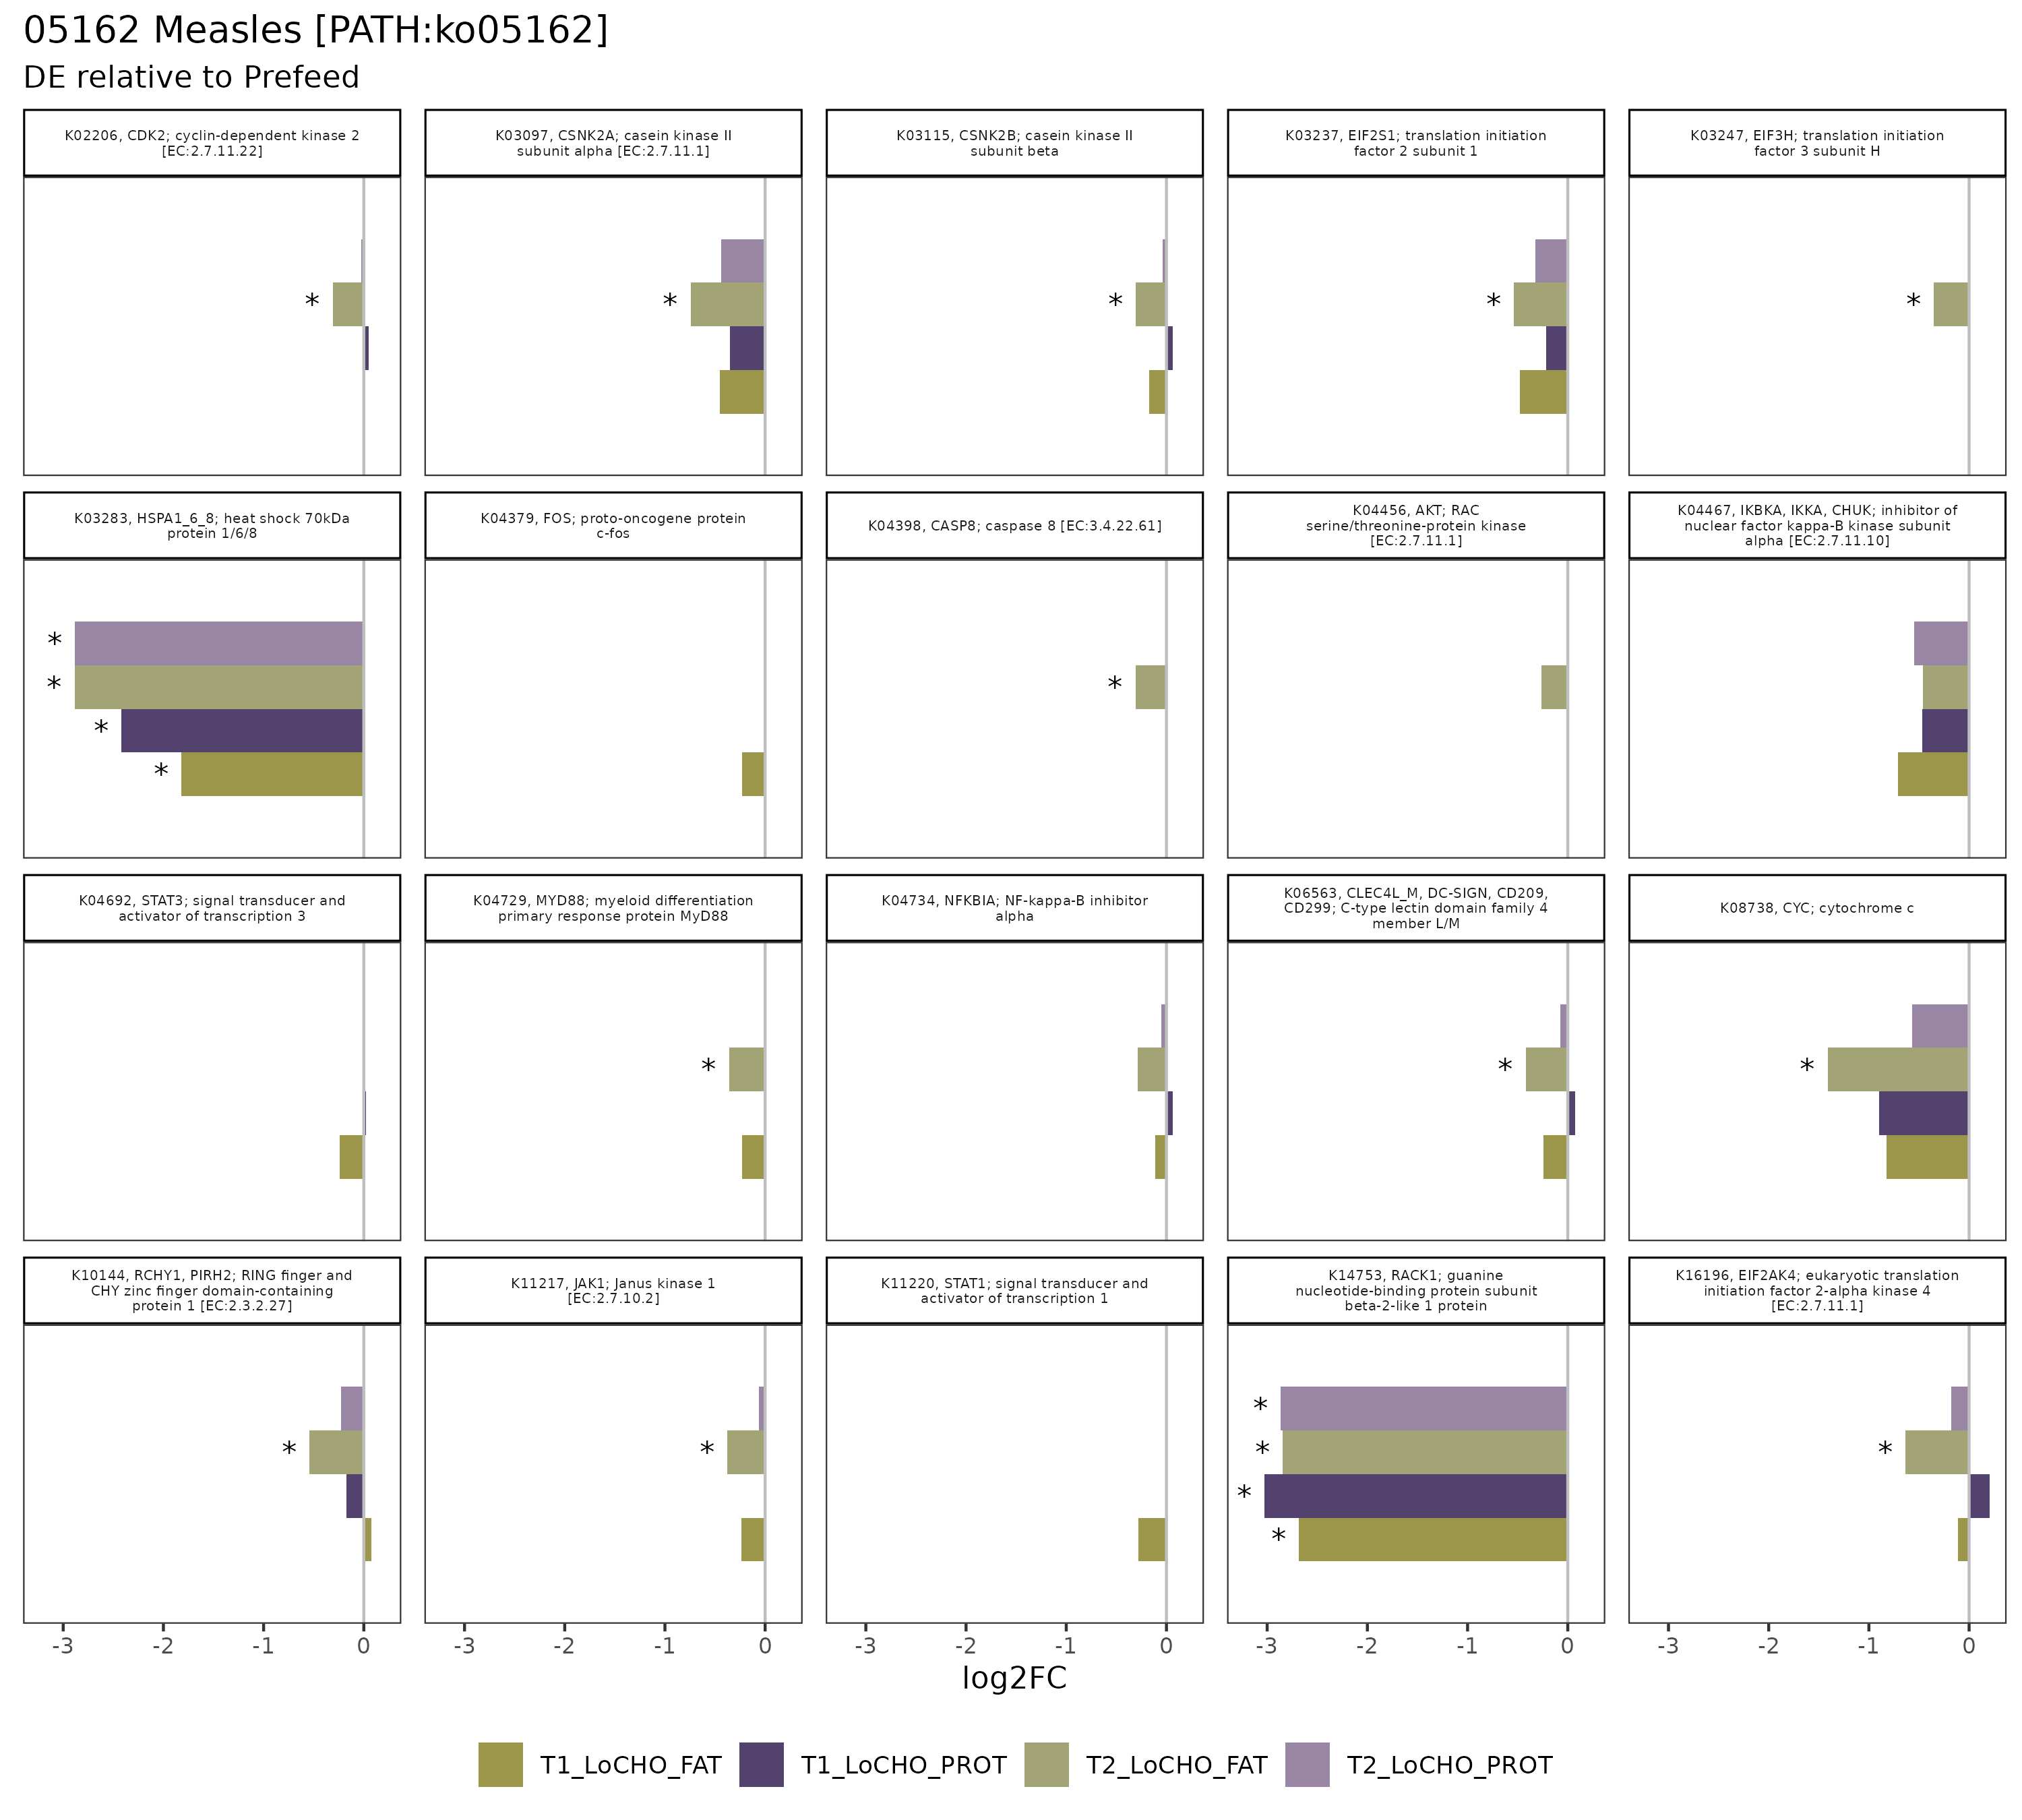 05162 Measles [PATH:ko05162]
DE relative to Prefeed
K02206, CDK2; cyclin-dependent kinase 2
[EC:2.7.11.22]
K03097, CSNK2A; casein kinase II
subunit alpha [EC:2.7.11.1]
K03115, CSNK2B; casein kinase II
subunit beta
K03237, EIF2S1; translation initiation
factor 2 subunit 1
K03247, EIF3H; translation initiation
factor 3 subunit H
*
*
*
*
*
K03283, HSPA1_6_8; heat shock 70kDa
protein 1/6/8
K04379, FOS; proto-oncogene protein
c-fos
K04398, CASP8; caspase 8 [EC:3.4.22.61]
K04456, AKT; RAC
serine/threonine-protein kinase
[EC:2.7.11.1]
K04467, IKBKA, IKKA, CHUK; inhibitor of
nuclear factor kappa-B kinase subunit
alpha [EC:2.7.11.10]
*
*
*
*
*
K04692, STAT3; signal transducer and
activator of transcription 3
K04729, MYD88; myeloid differentiation
primary response protein MyD88
K04734, NFKBIA; NF-kappa-B inhibitor
alpha
K06563, CLEC4L_M, DC-SIGN, CD209,
CD299; C-type lectin domain family 4
member L/M
K08738, CYC; cytochrome c
*
*
*
K10144, RCHY1, PIRH2; RING finger and
CHY zinc finger domain-containing
protein 1 [EC:2.3.2.27]
K11217, JAK1; Janus kinase 1
[EC:2.7.10.2]
K11220, STAT1; signal transducer and
activator of transcription 1
K14753, RACK1; guanine
nucleotide-binding protein subunit
beta-2-like 1 protein
K16196, EIF2AK4; eukaryotic translation
initiation factor 2-alpha kinase 4
[EC:2.7.11.1]
*
*
*
*
*
*
*
-3 -2 -1 0
-3 -2 -1 0
-3 -2 -1 0
-3 -2 -1 0
-3 -2 -1 0
log2FC
T1_LoCHO_FAT
T1_LoCHO_PROT
T2_LoCHO_FAT
T2_LoCHO_PROT